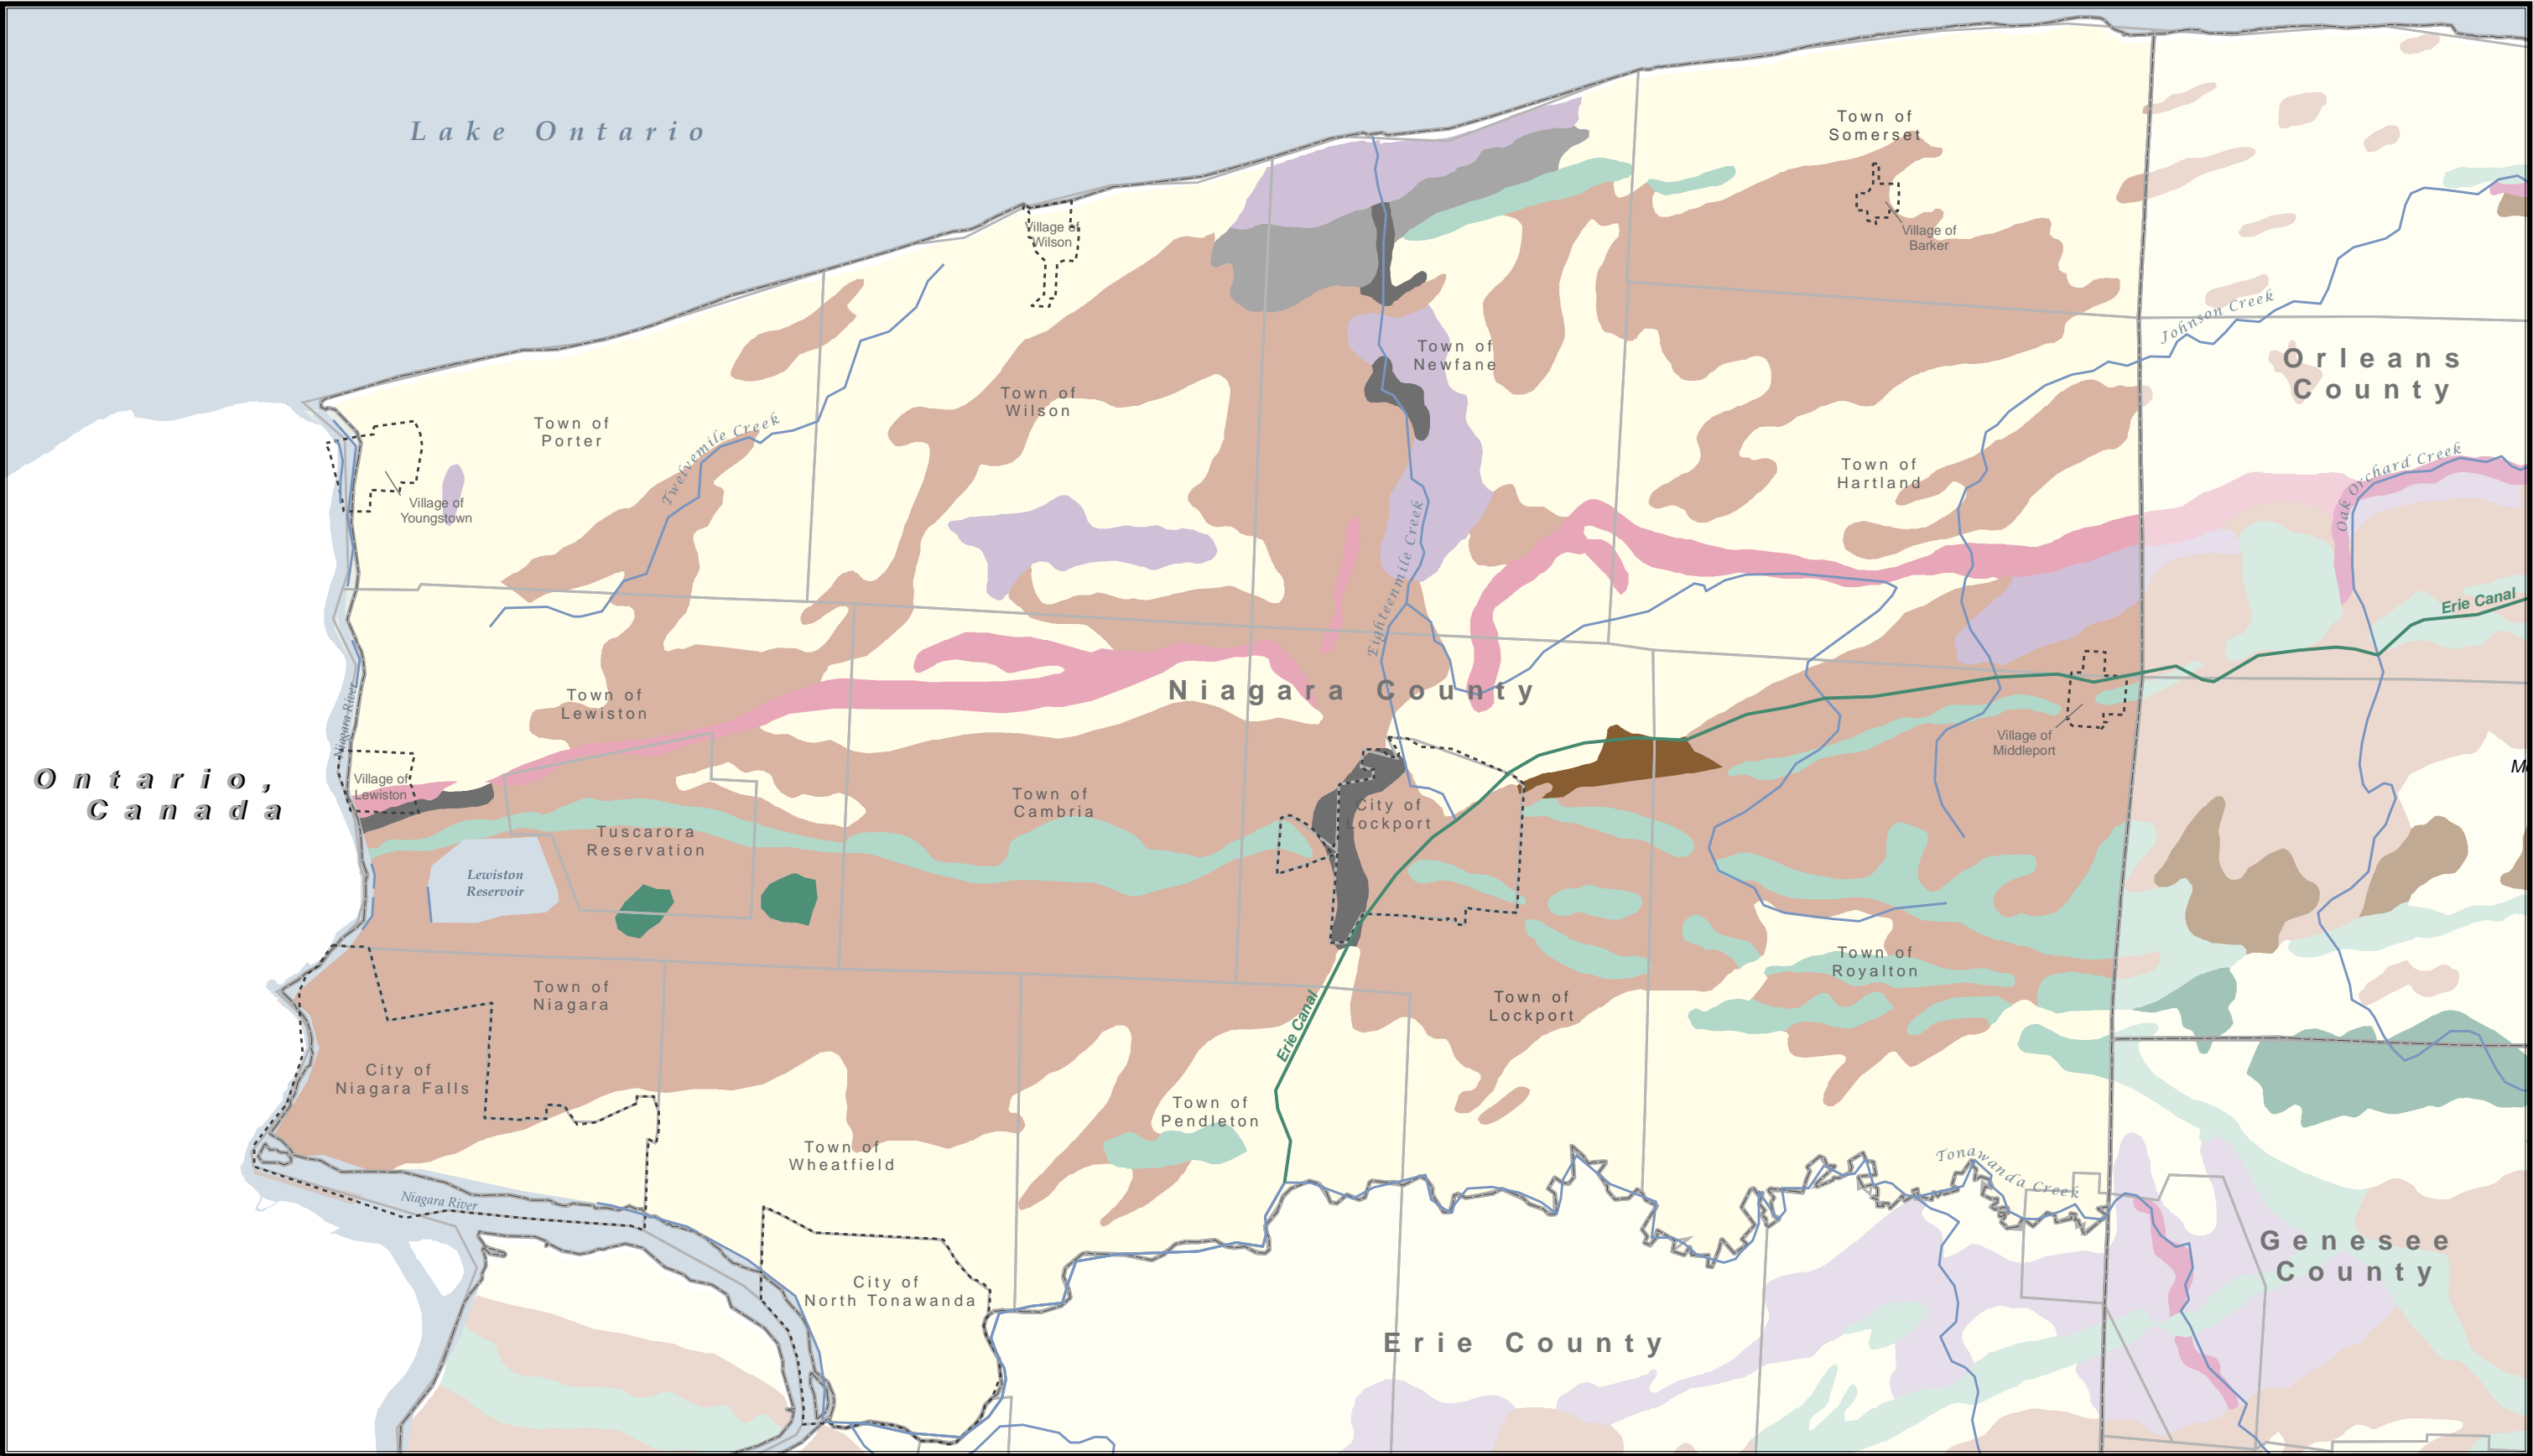 Lake Ontario
Town of
Somerset
Village of
Wilson
Village of
Barker
Johnson Creek
Orleans
County
Town of
Newfane
Town of
Wilson
Town of
Porter
Twelvemile Creek
Town of
Hartland
Oak Orchard Creek
Village of
Youngstown
Eighteenmile Creek
Erie Canal
Niagara County
Town of
Lewiston
Niagara River
Village of
Middleport
Ontario,
Canada
Village of
Lewiston
Town of
Cambria
City of
Lockport
Tuscarora
Reservation
Lewiston
Reservoir
Town of
Royalton
Town of
Niagara
Town of
Lockport
Erie Canal
City of
Niagara Falls
Town of
Pendleton
Town of
Wheatfield
Tonawanda Creek
Niagara River
Genesee
County
City of
North Tonawanda
Erie County